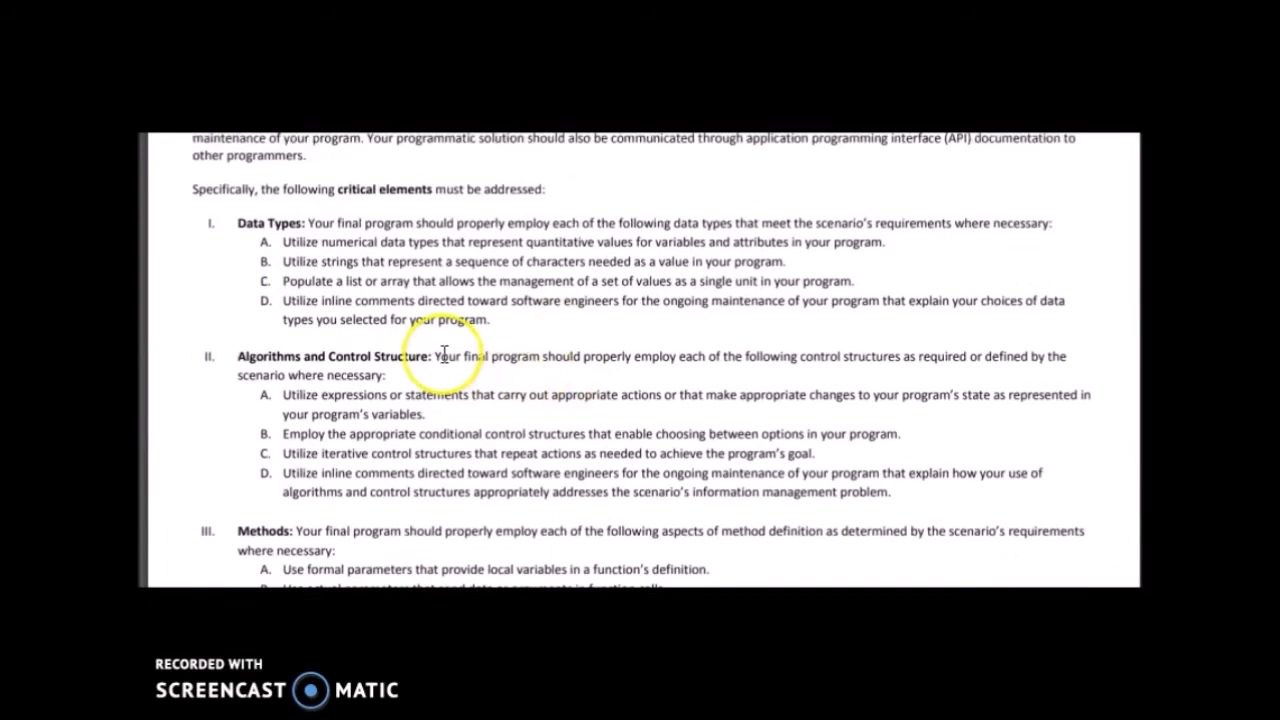 maintenance of your program. Your programmatic solution should also be communicated through application programming interface (API) documentation to
other programmers.
Specifically, the following critical elements must be addressed:
I. Data Types: Your final program should properly employ each of the following data types that meet the scenario's requirements where necessary:
A. Utilize numerical data types that represent quantitative values for variables and attributes in your program.
B. Utilize strings that represent a sequence of characters needed as a value in your program.
C. Populate a list or array that allows the management of a set of values as a single unit in your program.
D. Utilize inline comments directed toward software engineers for the ongoing maintenance of your program that explain your choices of data
types you selected for your program.
II. Algorithms and Control Structure: Your final program should properly employ each of the following control structures as required or defined by the
scenario where necessary:
A. Utilize expressions or statements that carry out appropriate actions or that make appropriate changes to your program's state as represented in
your program's variables.
B. Employ the appropriate conditional control structures that enable choosing between options in your program.
C. Utilize iterative control structures that repeat actions as needed to achieve the program's goal.
D. Utilize inline comments directed toward software engineers for the ongoing maintenance of your program that explain how your use of
algorithms and control structures appropriately addresses the scenario's information management problem.
III. Methods: Your final program should properly employ each of the following aspects of method definition as determined by the scenario's requirements
where necessary:
A. Use formal parameters that provide local variables in a function's definition.
RECORDED WITH
SCREENCAST MATIC